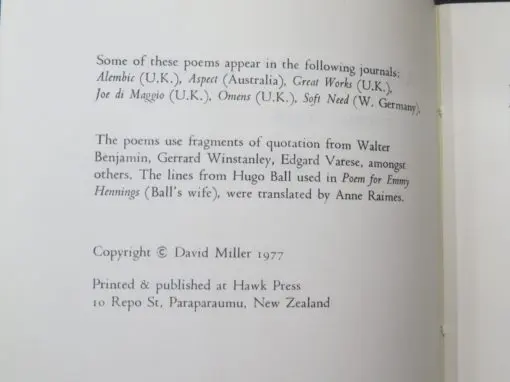 Some of these poems appear in the following journals:
Alembic (U.K.), Aspect (Australia), Great Works (U.K.),
Joe di Maggio (U.K.), Omens (U.K.), Soft Need (W. Germany),
The poems use fragments of quotation from Walter
Benjamin, Gerrard Winstanley, Edgard Varese, amongst
others. The lines from Hugo Ball used in Poem for Emmy
Hennings (Ball's wife), were translated by Anne Raimes.
Copyright © David Miller 1977
Printed & published at Hawk Press
10 Repo St, Paraparaumu, New Zealand